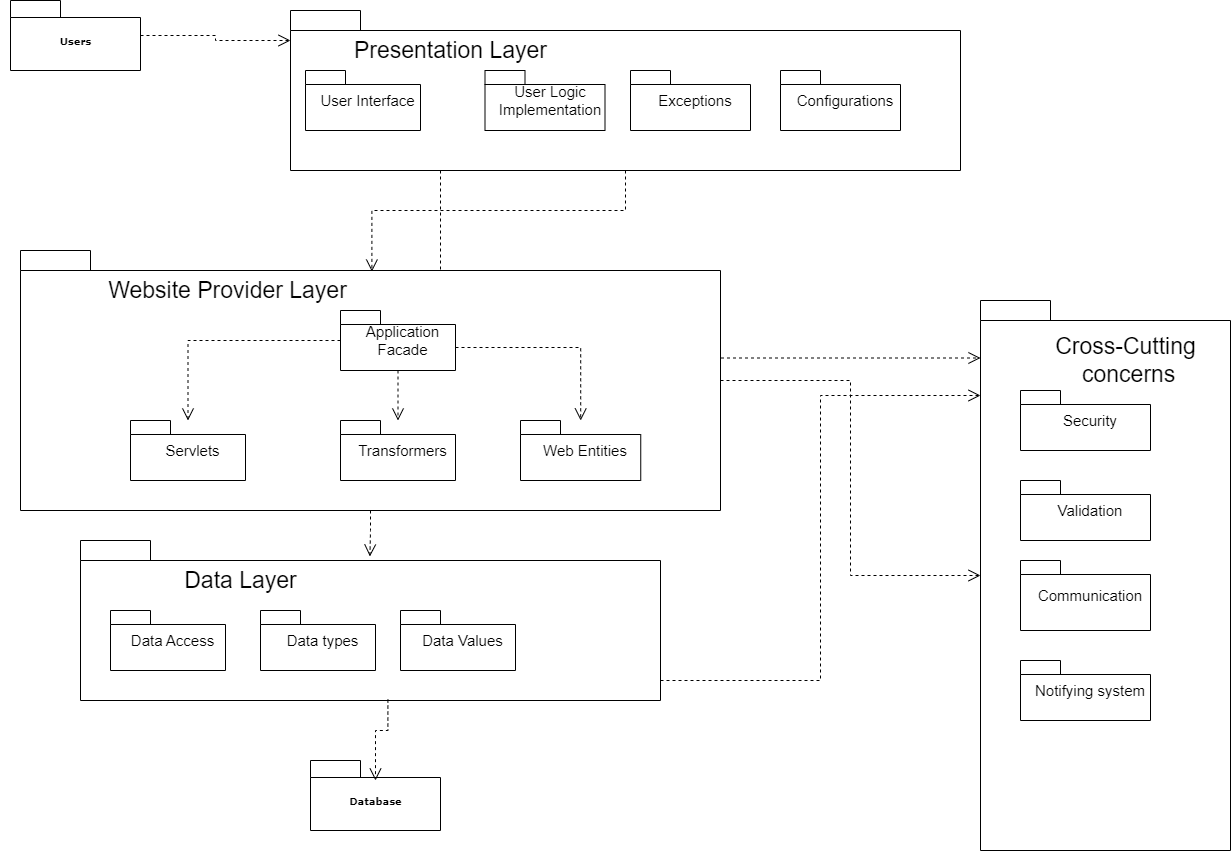 Users
Presentation Layer
User Interface
User Logic
Implementation
Exceptions
Configurations
Website Provider Layer
Application
Facade
Servlets
Transformers
Web Entities
Cross-Cutting
concerns
Security
Validation
Communication
Notifying system
Data Layer
Data Access
Data types
Data Values
Database